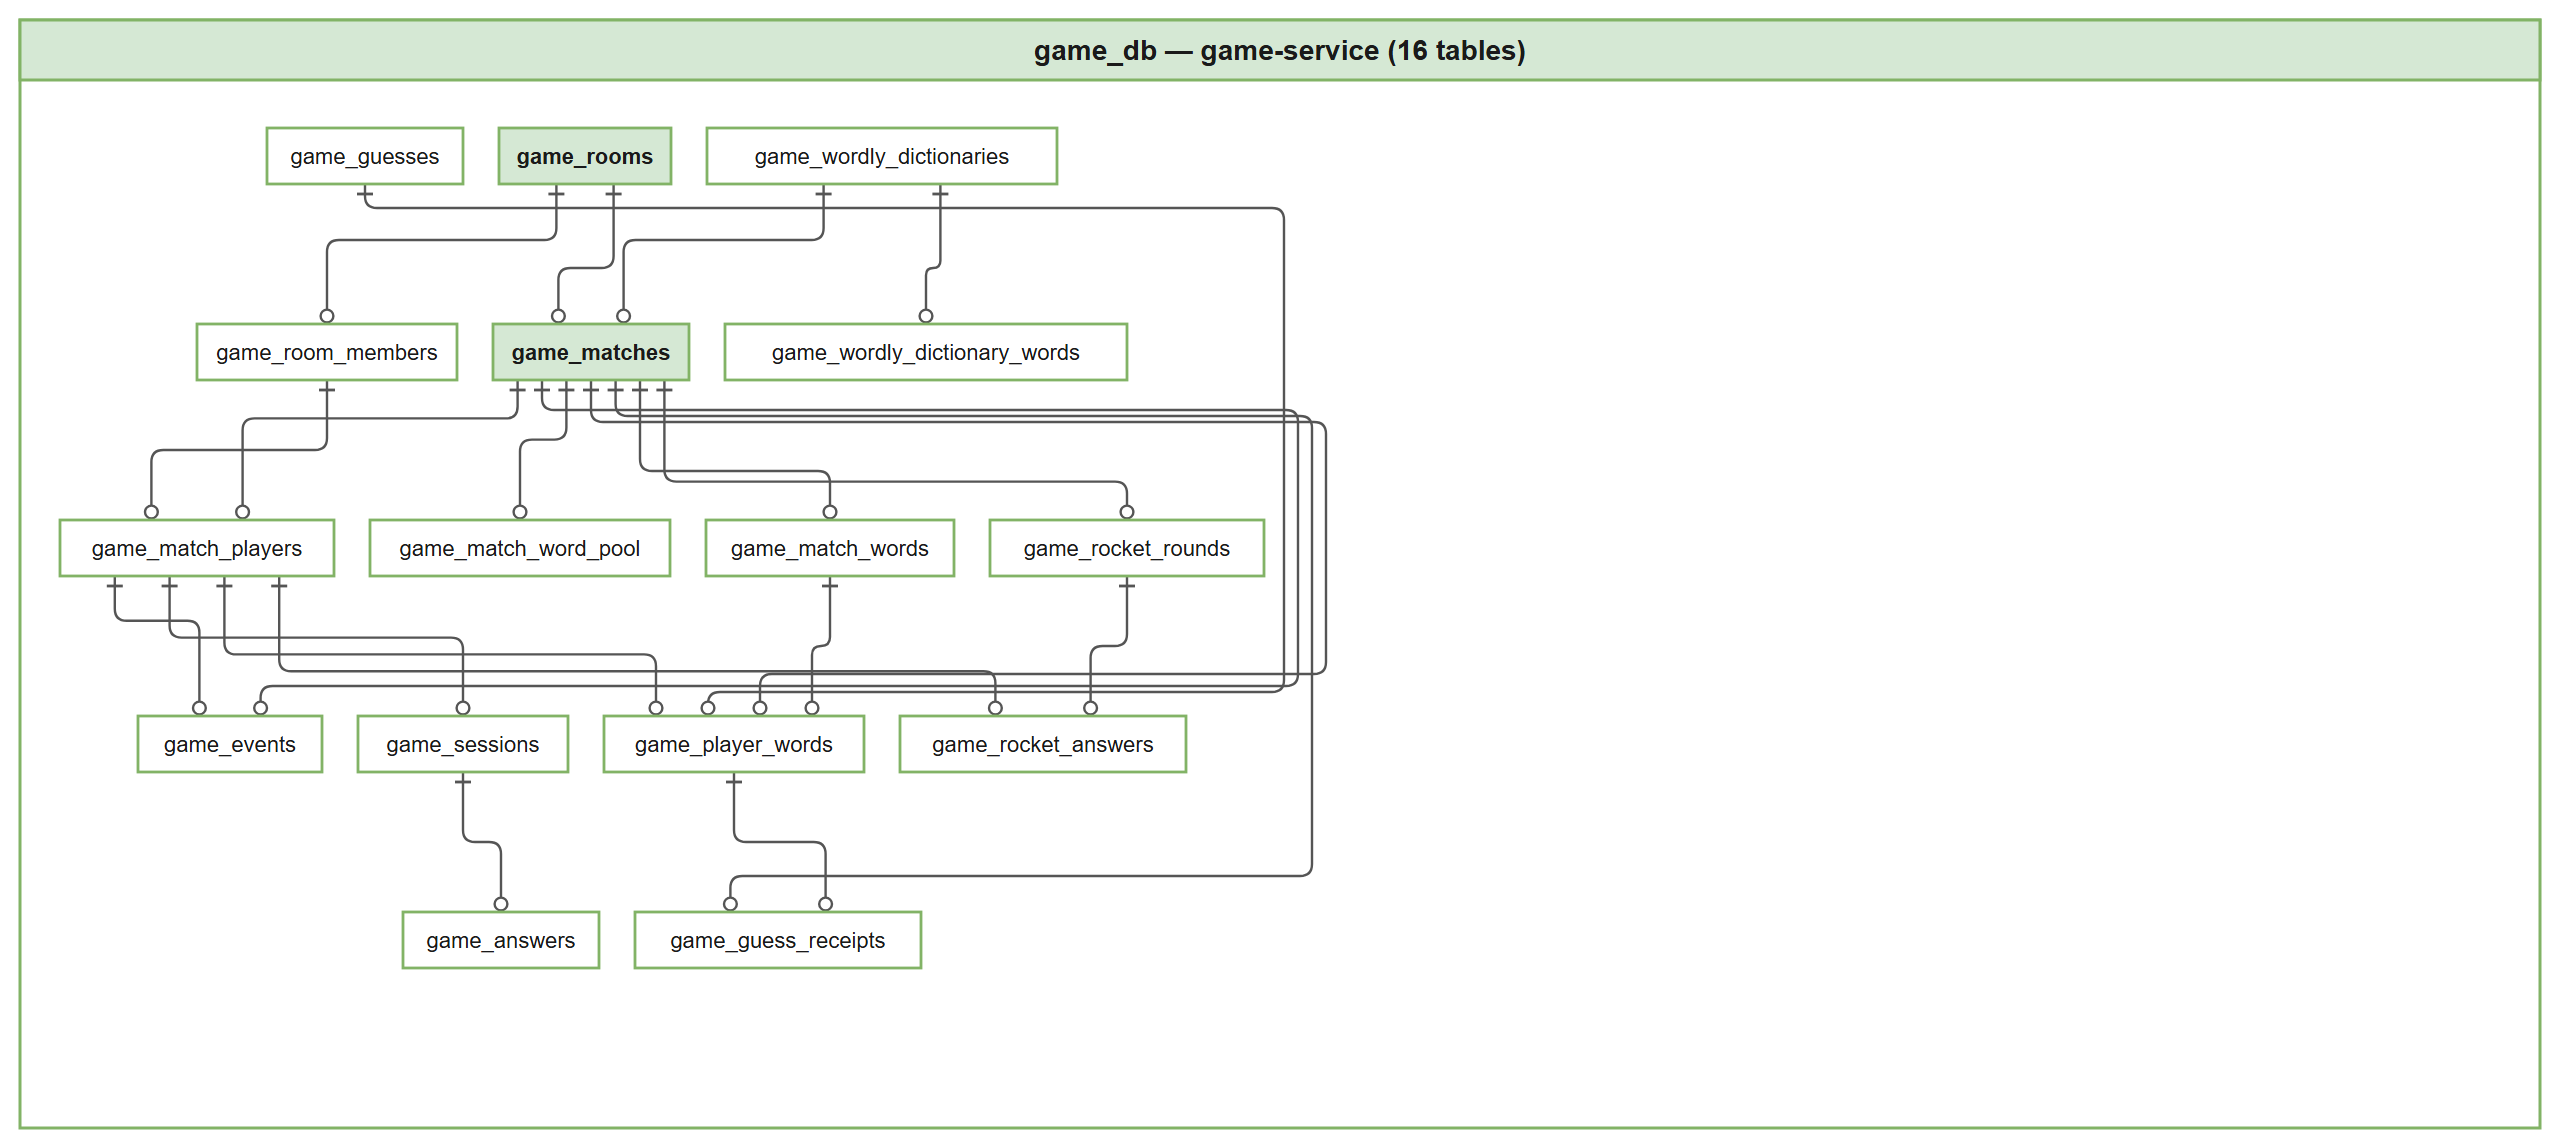 game_db — game-service (16 tables)
game_guesses
game_rooms
game_wordly_dictionaries
game_room_members
game_matches
game_wordly_dictionary_words
game_match_players
game_match_word_pool
game_match_words
game_rocket_rounds
game_events
game_sessions
game_player_words
game_rocket_answers
game_answers
game_guess_receipts